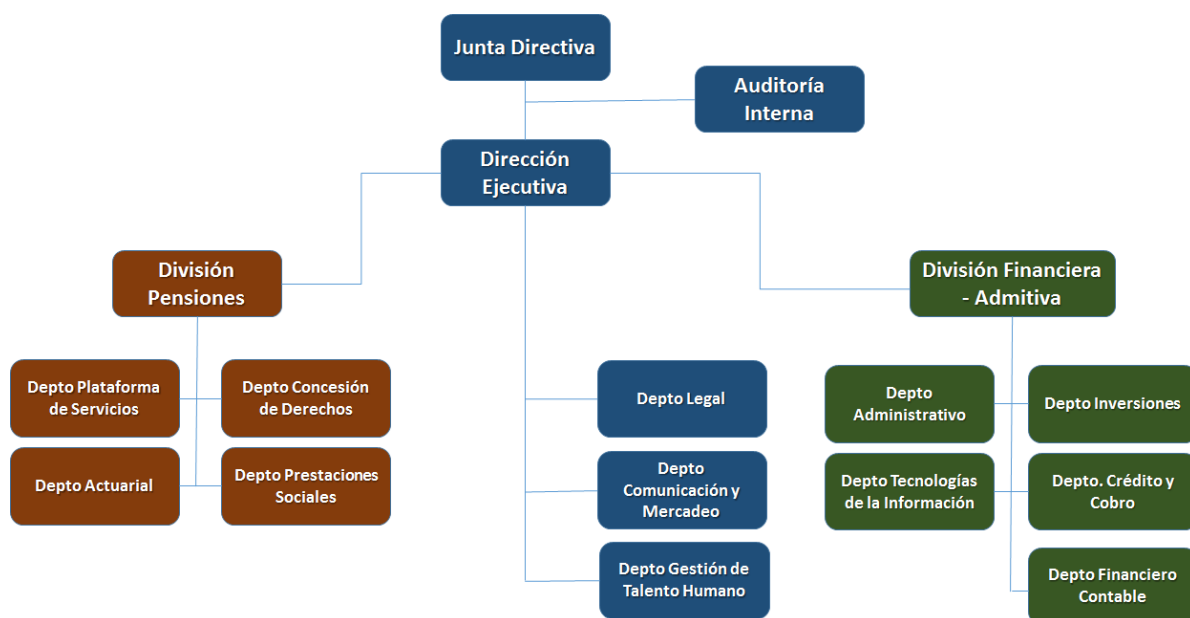 Junta Directiva
Auditoría
Interna
Dirección
Ejecutiva
División
Pensiones
División Financiera
- Admitiva
Depto Plataforma
de Servicios
Depto Concesión
de Derechos
Depto Actuarial
Depto Prestaciones
Sociales
Depto Legal
Depto
Comunicación y
Mercadeo
Depto Gestión de
Talento Humano
Depto
Administrativo
Depto Inversiones
Depto Tecnologías
de la Información
Depto. Crédito y
Cobro
Depto Financiero
Contable